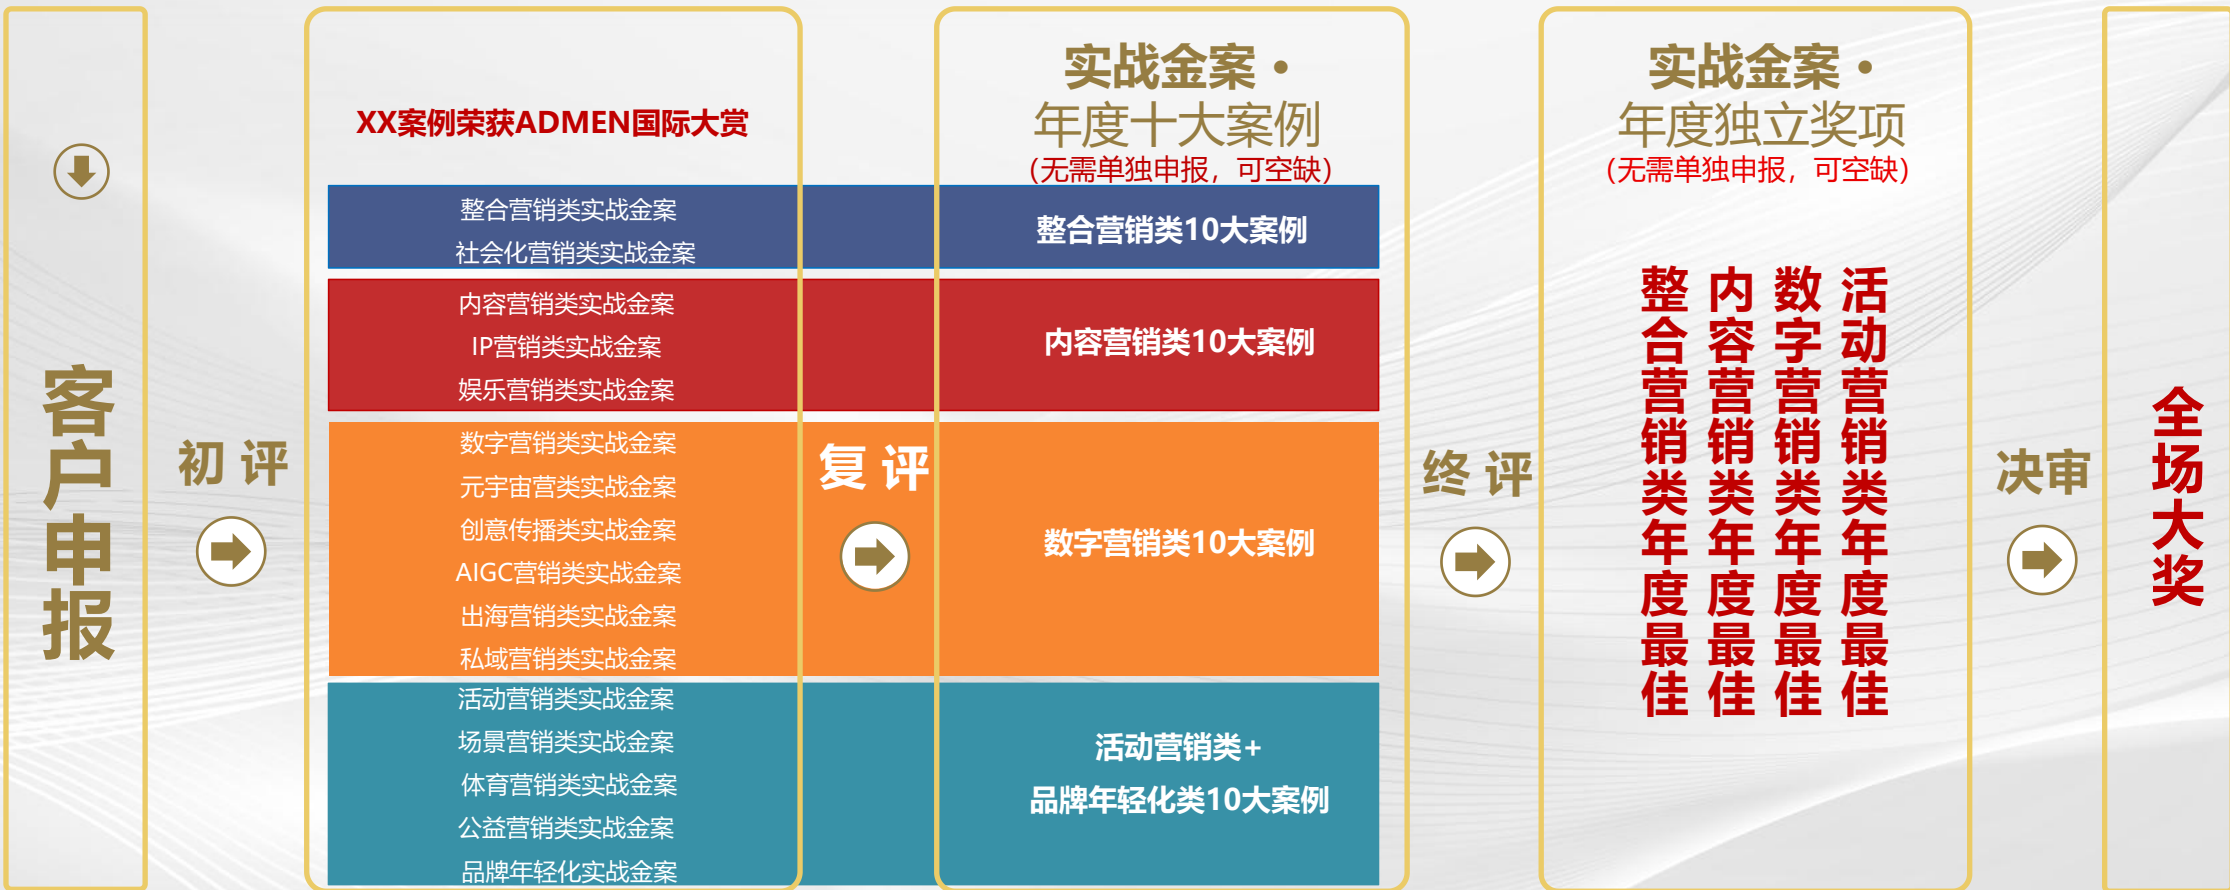 客户申报
初评
XX案例荣获ADMEN国际大赏
整合营销类实战金案
社会化营销类实战金案
内容营销类实战金案
IP营销类实战金案
娱乐营销类实战金案
数字营销类实战金案
元宇宙营类实战金案
创意传播类实战金案
AIGC营销类实战金案
出海营销类实战金案
私域营销类实战金案
活动营销类实战金案
场景营销类实战金案
体育营销类实战金案
公益营销类实战金案
品牌年轻化实战金案
复评
实战金案·
年度十大案例
(无需单独申报，可空缺)
整合营销类10大案例
内容营销类10大案例
数字营销类10大案例
活动营销类+
品牌年轻化类10大案例
终评
实战金案·
年度独立奖项
(无需单独申报，可空缺)
整合营销类年度最佳
内容营销类年度最佳
数字营销类年度最佳
活动营销类年度最佳
决审
全场大奖